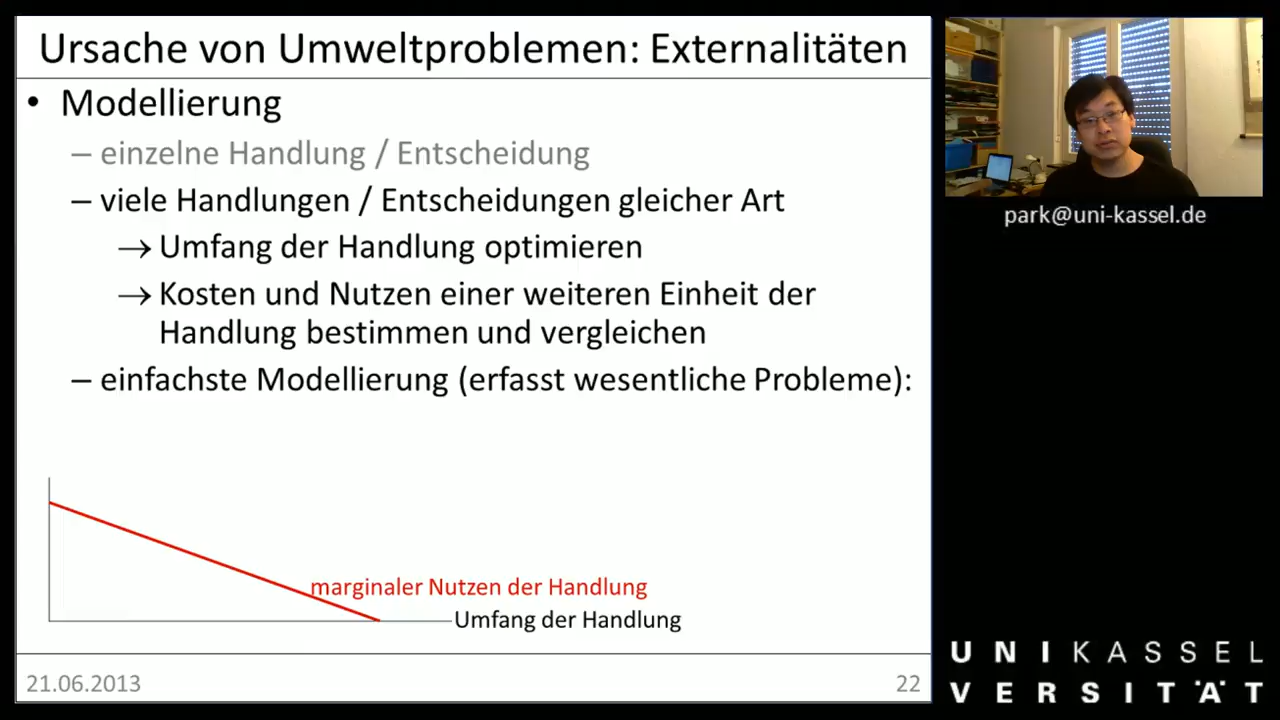 Ursache von Umweltproblemen: Externalitäten
• Modellierung
– einzelne Handlung / Entscheidung
– viele Handlungen / Entscheidungen gleicher Art
→ Umfang der Handlung optimieren
→ Kosten und Nutzen einer weiteren Einheit der
Handlung bestimmen und vergleichen
– einfachste Modellierung (erfasst wesentliche Probleme):
marginaler Nutzen der Handlung
Umfang der Handlung
21.06.2013
22
park@uni-kassel.de
UNIKASSEL
VERSITÄT